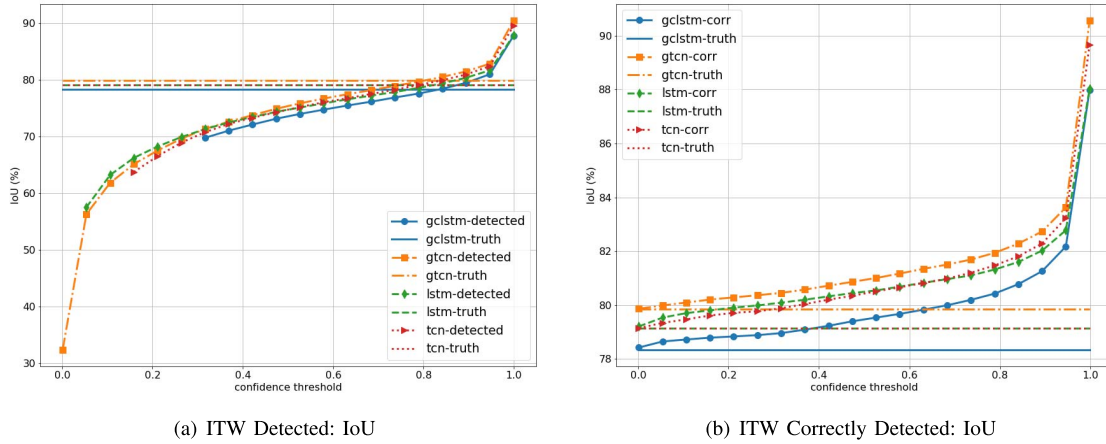 90
80
70
60
50
40
30
IoU (%)
0.0 0.2 0.4 0.6 0.8 1.0
confidence threshold
gclstm-detected
gclstm-truth
gtcn-detected
gtcn-truth
lstm-detected
lstm-truth
tcn-detected
tcn-truth
(a) ITW Detected: IoU
90
88
86
84
82
80
78
IoU (%)
0.0 0.2 0.4 0.6 0.8 1.0
confidence threshold
gclstm-corr
gclstm-truth
gtcn-corr
gtcn-truth
lstm-corr
lstm-truth
tcn-corr
tcn-truth
(b) ITW Correctly Detected: IoU